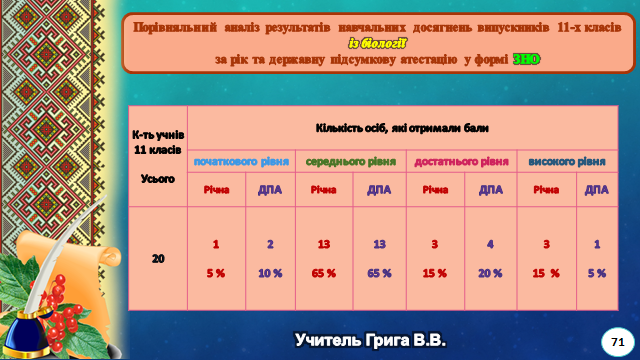 Порівняльний аналіз результатів навчальних досягнень випускників 11-х класів
із біології
за рік та державну підсумкову атестацію у формі ЗНО
К-ть учнів
11 класів
Усього
Кількість осіб, які отримали бали
початкового рівня середнього рівня достатнього рівня високого рівня
Річна ДПА Річна ДПА Річна ДПА Річна ДПА
20
1 2 13 13 3 4 3 1
5 % 10 % 65 % 65 % 15 % 20 % 15 % 5 %
Учитель Грига В.В.
71